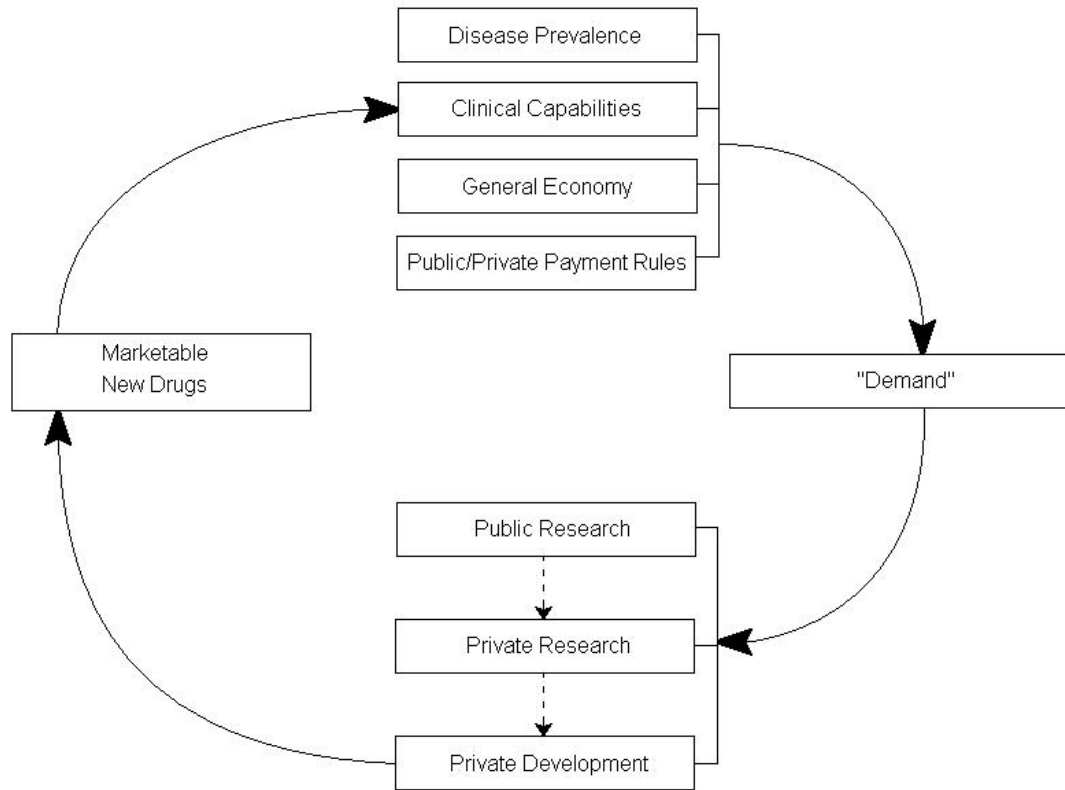 Disease Prevalence
Clinical Capabilities
General Economy
Public/Private Payment Rules
Marketable
New Drugs
"Demand"
Public Research
Private Research
Private Development